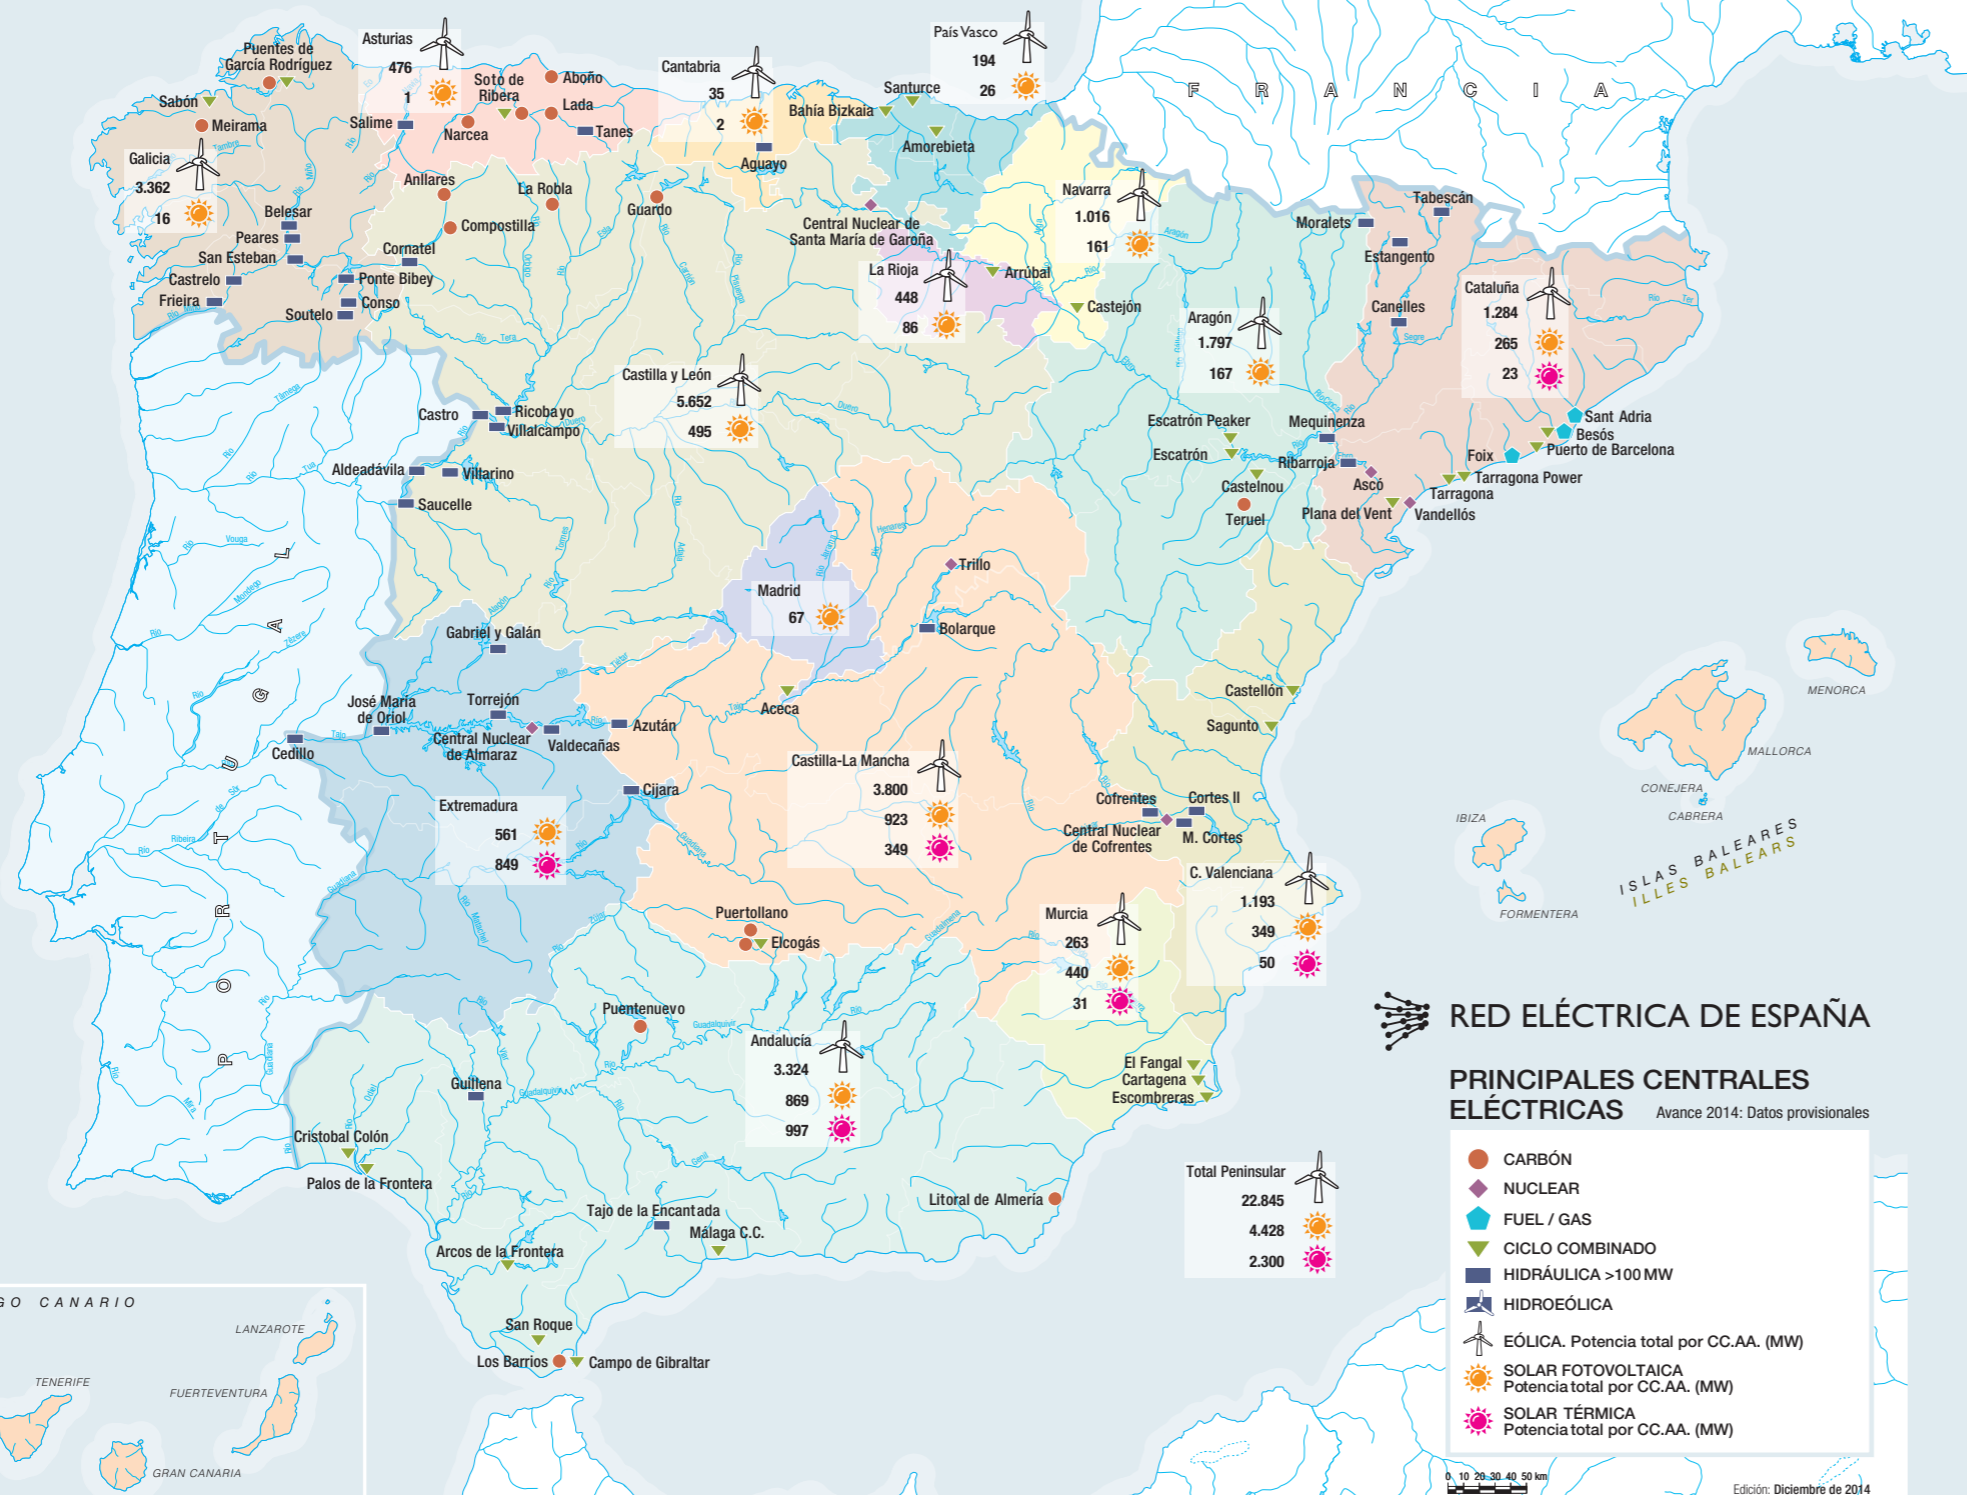 Puentes de
García Rodríguez
Sabón
Meirama
Galicia
3.362
16
Belesar
Peares
San Esteban
Castrelo
Frieira
Ponte Bibey
Conso
Soutelo
Asturias
476
1
Salime
Soto de
Ribera
Aboño
Lada
Narcea
Tanes
Cantabria
35
2
Aguayo
País Vasco
194
26
Santurce
Bahía Bizkaia
Amorebieta
FRANCIA
Anllares
La Robla
Compostilla
Guardo
Cornatel
Central Nuclear de
Santa María de Garoña
La Rioja
448
86
Arrúbal
Navarra
1.016
161
Castejón
Aragón
1.797
167
Moralets
Tabescán
Estangento
Canelles
Cataluña
1.284
265
23
Castilla y León
5.652
495
Castro
Ricobayo
Villalcampo
Aldeadávila
Villarino
Saucelle
Escatrón Peaker
Escatrón
Castelnou
Teruel
Mequinenza
Ribarroja
Ascó
Plana del Vent
Vandellós
Tarragona
Tarragona Power
Foix
Sant Adria
Besós
Puerto de Barcelona
Madrid
67
Trillo
Bolarque
Aceca
Gabriel y Galán
José María
de Oriol
Torrejón
Central Nuclear
de Almaraz
Valdecañas
Azután
Cedillo
Cijara
Extremadura
561
849
Castilla-La Mancha
3.800
923
349
Puertollano
Elcogás
Castellón
Sagunto
Cofrentes
Cortes II
Central Nuclear
de Cofrentes
M. Cortes
C. Valenciana
1.193
349
50
Murcia
263
440
31
El Fangal
Cartagena
Escombreras
Puentenuevo
Andalucía
3.324
869
997
Guillena
Cristobal Colón
Palos de la Frontera
Tajo de la Encantada
Málaga C.C.
Litoral de Almería
Arcos de la Frontera
San Roque
Los Barrios
Campo de Gibraltar
Total Peninsular
22.845
4.428
2.300
PORTUGAL
MENORCA
MALLORCA
CONEJERA
CABRERA
IBIZA
FORMENTERA
ISLAS BALEARES
ILLES BALEARS
GO CANARIO
LANZAROTE
FUERTEVENTURA
TENERIFE
GRAN CANARIA
RED ELÉCTRICA DE ESPAÑA
PRINCIPALES CENTRALES
ELÉCTRICAS Avance 2014: Datos provisionales
CARBÓN
NUCLEAR
FUEL / GAS
CICLO COMBINADO
HIDRÁULICA >100 MW
HIDROEÓLICA
EÓLICA. Potencia total por CC.AA. (MW)
SOLAR FOTOVOLTAICA
Potencia total por CC.AA. (MW)
SOLAR TÉRMICA
Potencia total por CC.AA. (MW)
0 10 20 30 40 50 km
Edición: Diciembre de 2014